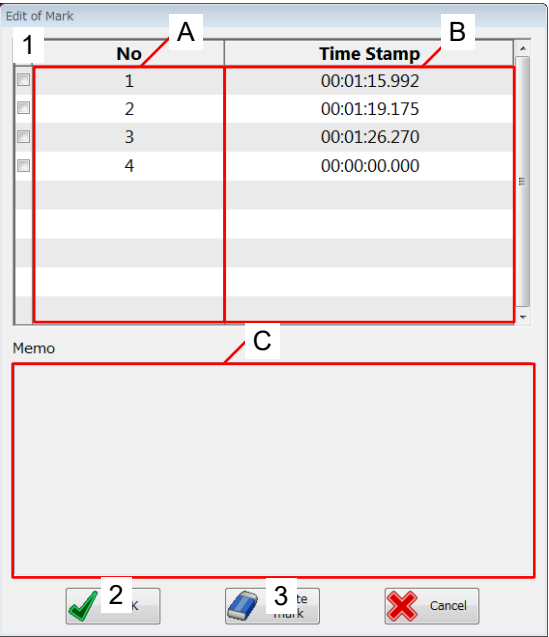 Edit of Mark
1
A
B
No Time Stamp
1 00:01:15.992
2 00:01:19.175
3 00:01:26.270
4 00:00:00.000
Memo
C
2
3
Cancel